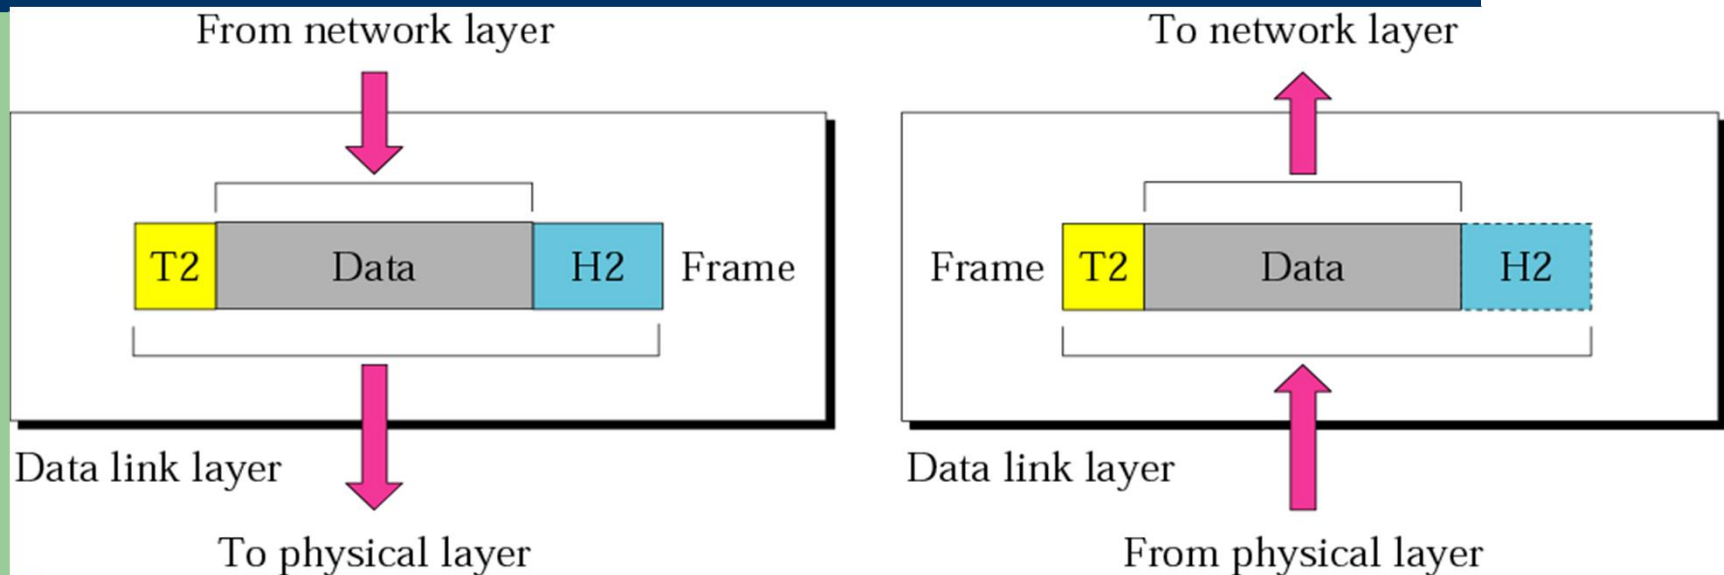 From network layer
T2 Data H2 Frame
Data link layer
To physical layer
To network layer
Frame T2 Data H2
Data link layer
From physical layer